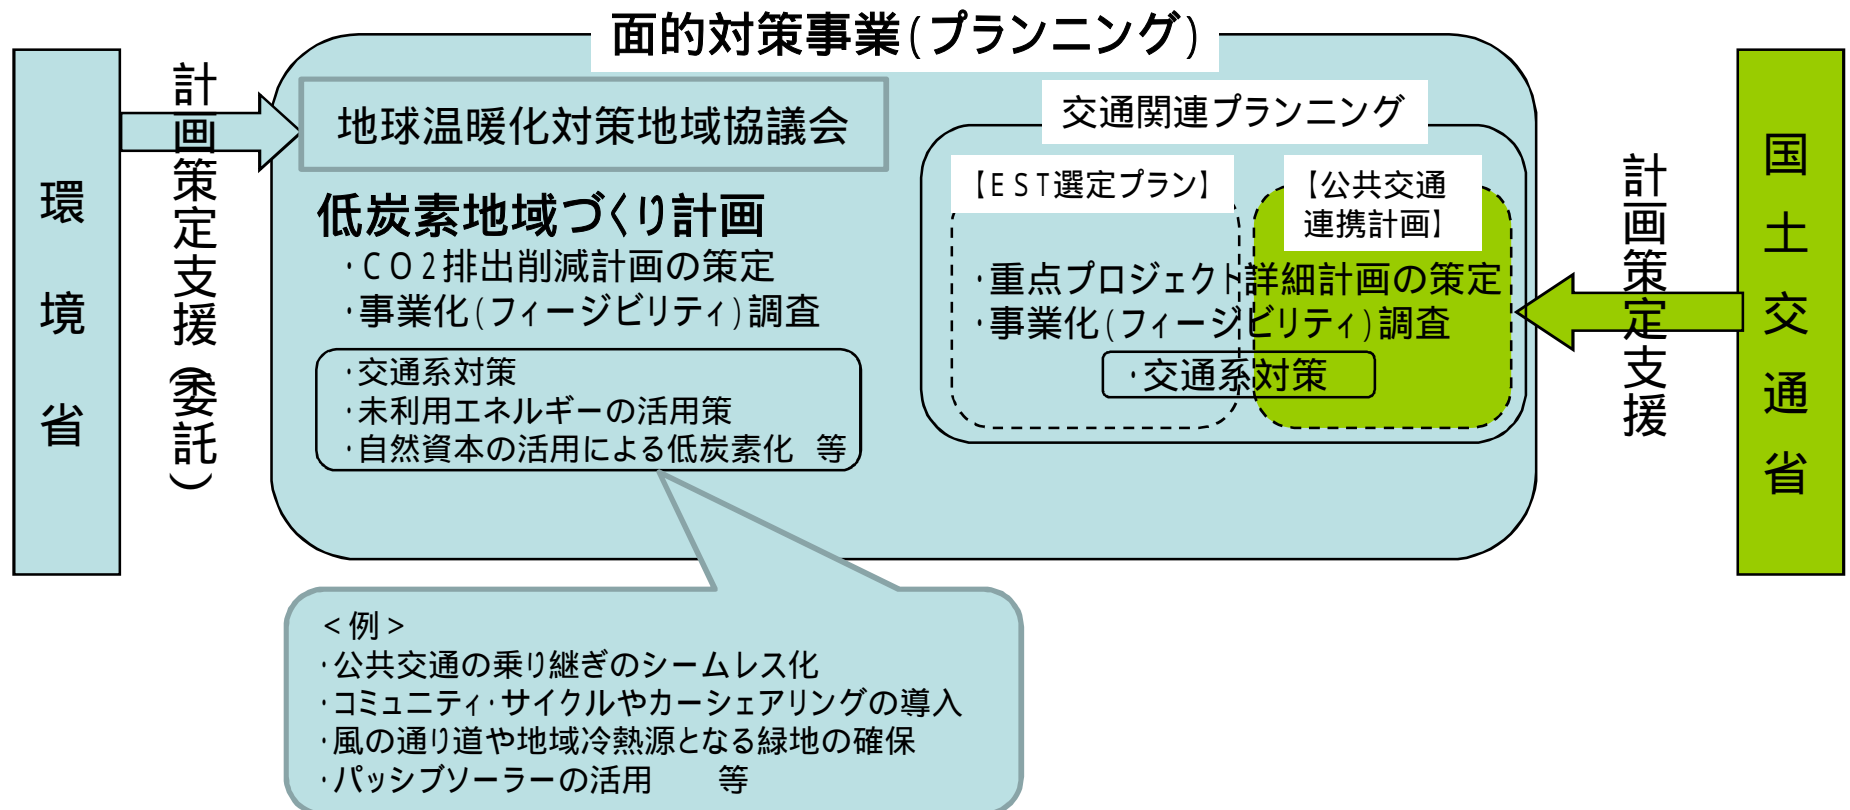 面的対策事業(プランニング)
環境省
計画策定支援(委託)
地球温暖化対策地域協議会
低炭素地域づくり計画
・CO2排出削減計画の策定
・事業化(フィージビリティ)調査
・交通系対策
・未利用エネルギーの活用策
・自然資本の活用による低炭素化 等
交通関連プランニング
【EST選定プラン】
【公共交通
連携計画】
・重点プロジェクト詳細計画の策定
・事業化(フィージビリティ)調査
・交通系対策
計画策定支援
国土交通省
<例>
・公共交通の乗り継ぎのシームレス化
・コミュニティ・サイクルやカーシェアリングの導入
・風の通り道や地域冷熱源となる緑地の確保
・パッシブソーラーの活用 等